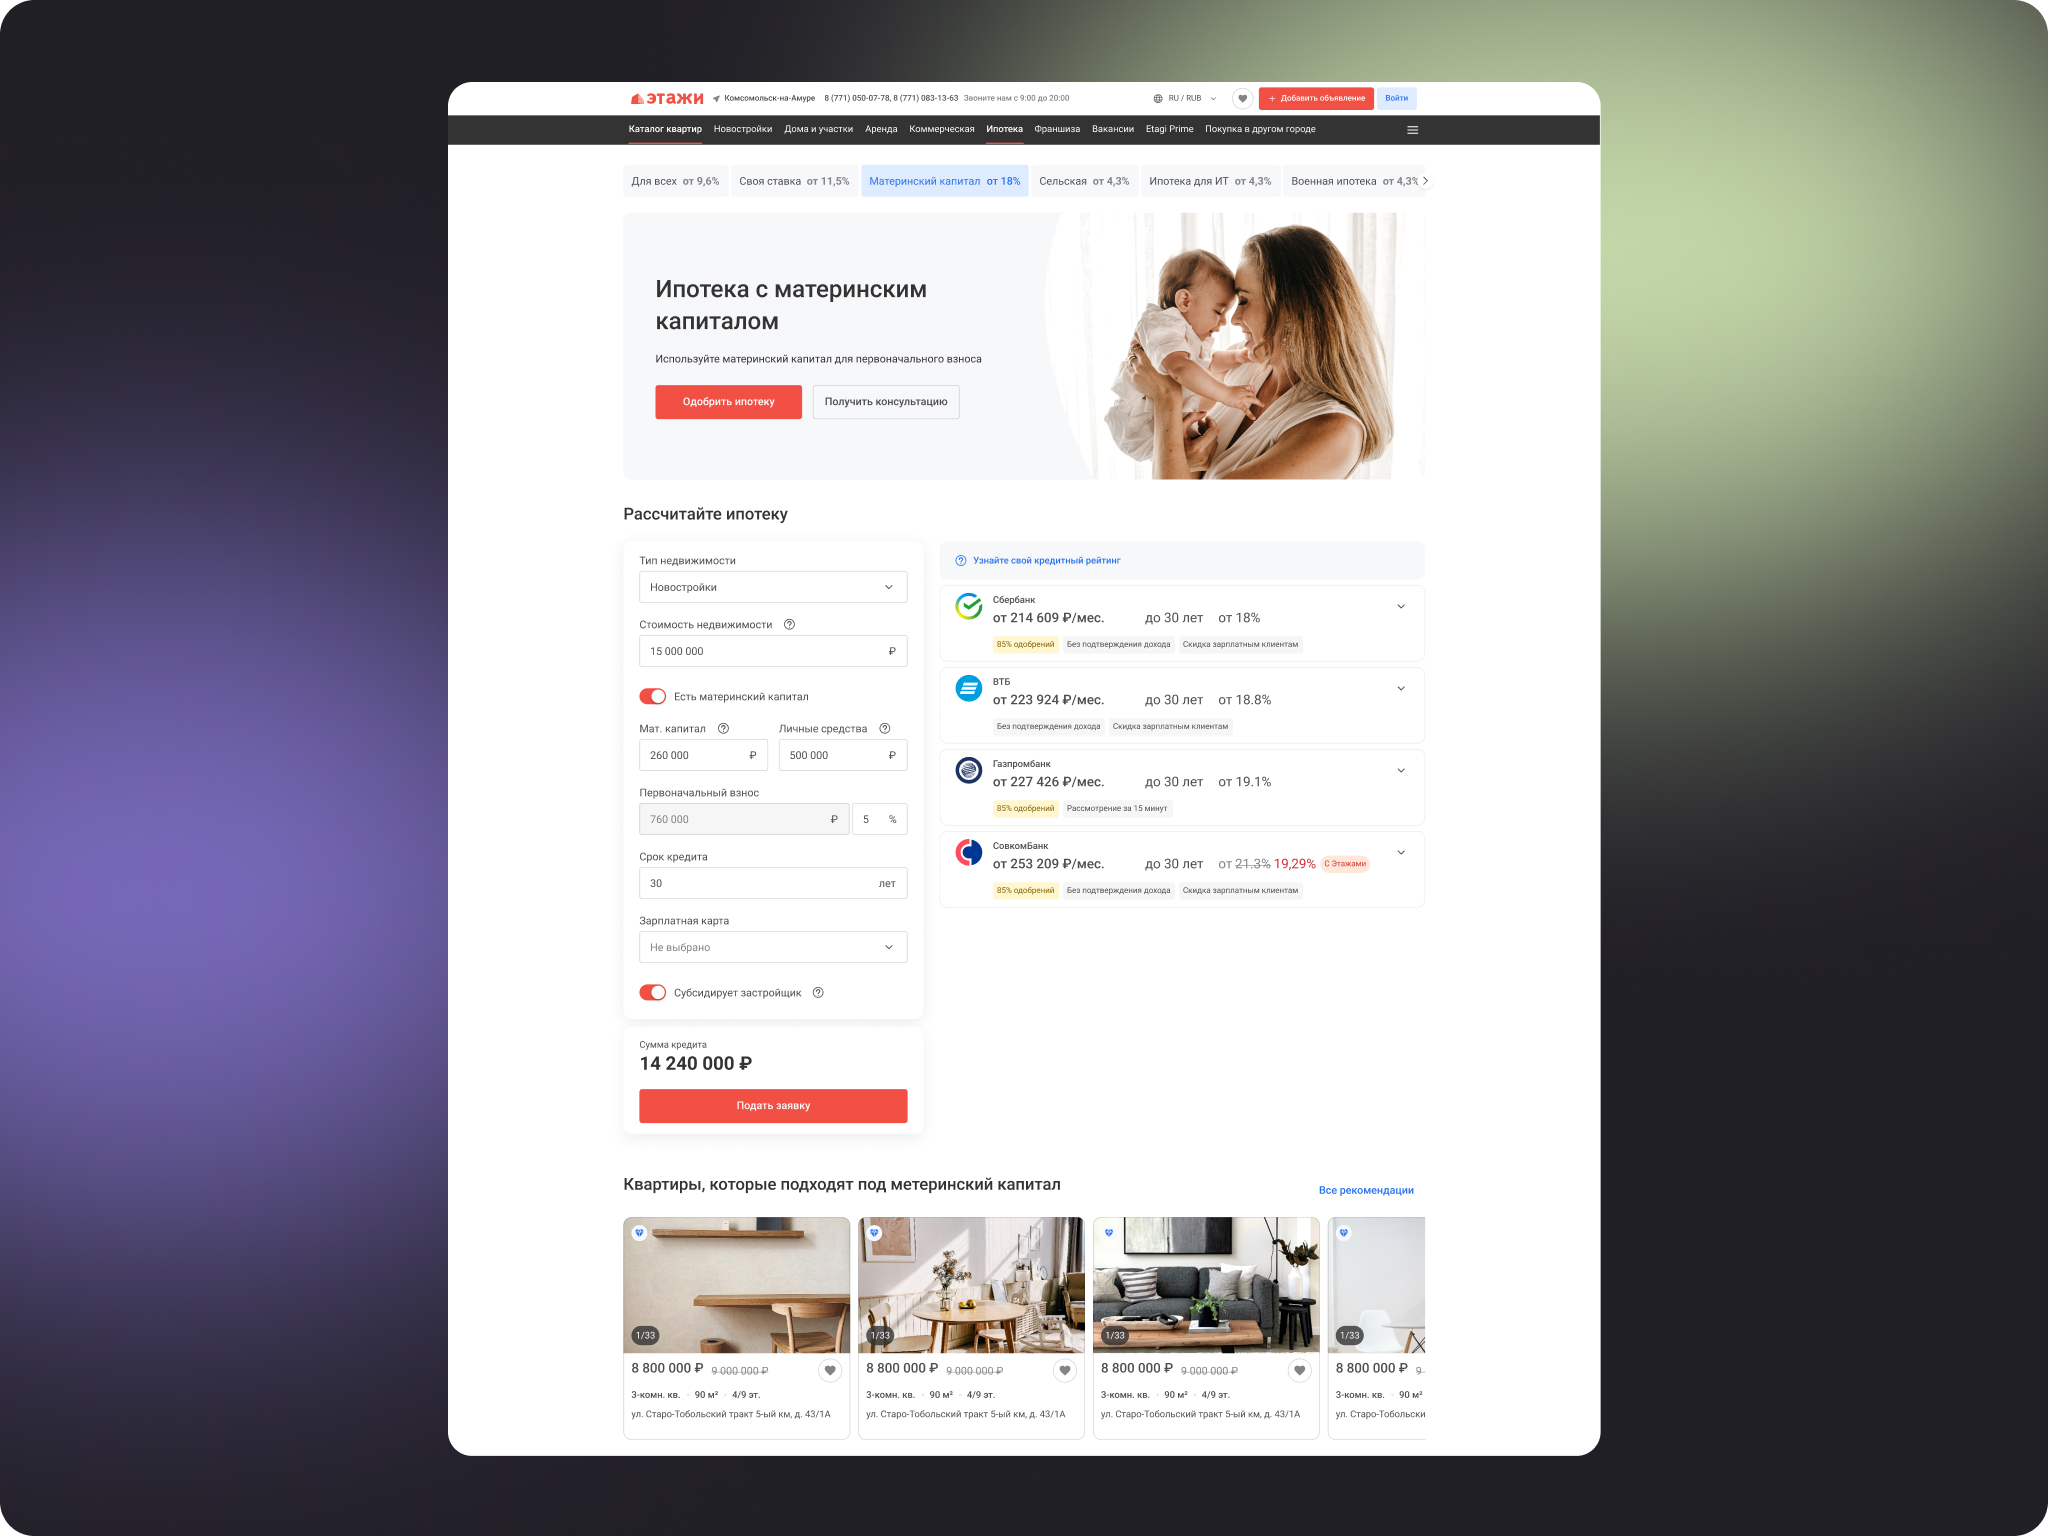 этажи Комсомольск-на-Амуре 8 (771) 050-07-78, 8 (771) 083-13-63 Звоните нам с 9:00 до 20:00 RU / RUB Добавить объявление Войти
Каталог квартир Новостройки Дома и участки Аренда Коммерческая Ипотека Франшиза Вакансии Etagi Prime Покупка в другом городе
Для всех от 9,6% Своя ставка от 11,5% Материнский капитал от 18% Сельская от 4,3% Ипотека для ИТ от 4,3% Военная ипотека от 4,3%
Ипотека с материнским
капиталом
Используйте материнский капитал для первоначального взноса
Одобрить ипотеку Получить консультацию
Рассчитайте ипотеку
Тип недвижимости
Новостройки
Стоимость недвижимости
15 000 000 ₽
Есть материнский капитал
Мат. капитал Личные средства
260 000 ₽ 500 000 ₽
Первоначальный взнос
760 000 ₽ 5 %
Срок кредита
30 лет
Зарплатная карта
Не выбрано
Субсидирует застройщик
Сумма кредита
14 240 000 ₽
Подать заявку
Узнайте свой кредитный рейтинг
Сбербанк
от 214 609 ₽/мес. до 30 лет от 18%
85% одобрений Без подтверждения дохода Скидка зарплатным клиентам
ВТБ
от 223 924 ₽/мес. до 30 лет от 18.8%
Без подтверждения дохода Скидка зарплатным клиентам
Газпромбанк
от 227 426 ₽/мес. до 30 лет от 19.1%
85% одобрений Рассмотрение за 15 минут
СовкомБанк
от 253 209 ₽/мес. до 30 лет от 21.3% 19,29% С Этажами
85% одобрений Без подтверждения дохода Скидка зарплатным клиентам
Квартиры, которые подходят под метеринский капитал
Все рекомендации
1/33 1/33 1/33 1/33
8 800 000 ₽ 9 000 000 ₽ 8 800 000 ₽ 9 000 000 ₽ 8 800 000 ₽ 9 000 000 ₽ 8 800 000 ₽ 9
3-комн. кв. · 90 м² · 4/9 эт. 3-комн. кв. · 90 м² · 4/9 эт. 3-комн. кв. · 90 м² · 4/9 эт. 3-комн. кв. · 90 м²
ул. Старо-Тобольский тракт 5-ый км, д. 43/1А ул. Старо-Тобольский тракт 5-ый км, д. 43/1А ул. Старо-Тобольский тракт 5-ый км, д. 43/1А ул. Старо-Тобольски